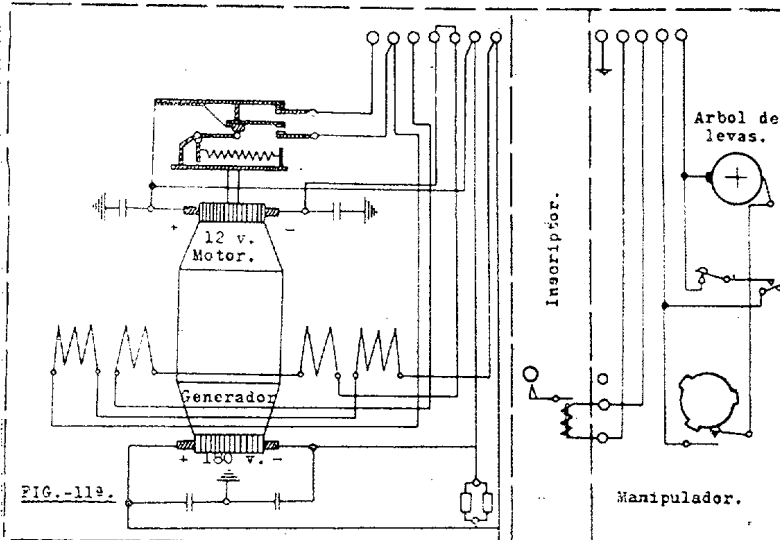 Arbol de
levas.
Inscriptor.
+ -
12 v.
Motor.
Generador
+ 180 v. -
FIG.-11ª.
Manipulador.